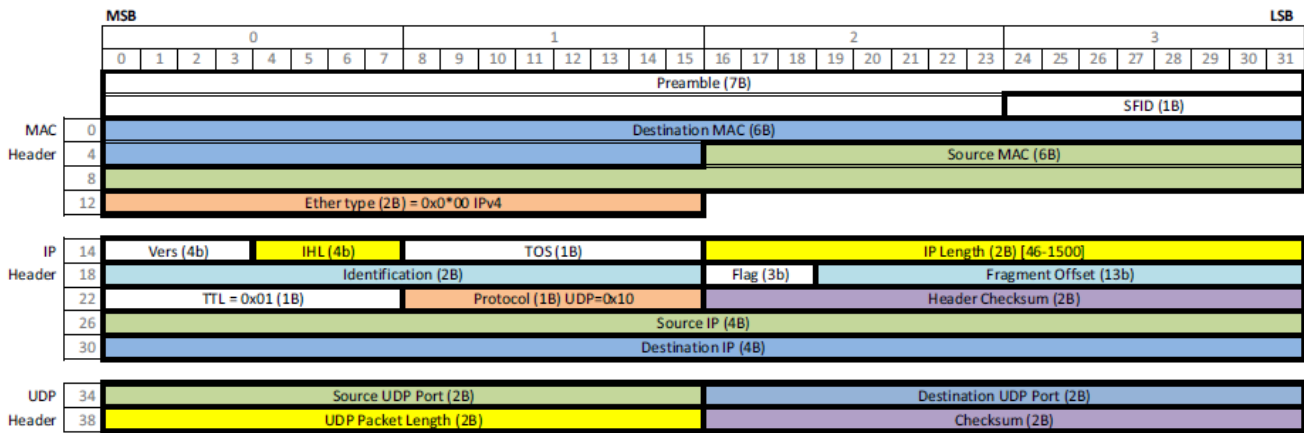 MSB LSB
0 1 2 3
0 1 2 3 4 5 6 7 8 9 10 11 12 13 14 15 16 17 18 19 20 21 22 23 24 25 26 27 28 29 30 31
Preamble (7B)
SFID (1B)
MAC 0 Destination MAC (6B)
Header 4 Source MAC (6B)
8
12 Ether type (2B) = 0x0*00 IPv4
IP 14 Vers (4b) IHL (4b) TOS (1B) IP Length (2B) [46-1500]
Header 18 Identification (2B) Flag (3b) Fragment Offset (13b)
22 TTL = 0x01 (1B) Protocol (1B) UDP=0x10 Header Checksum (2B)
26 Source IP (4B)
30 Destination IP (4B)
UDP 34 Source UDP Port (2B) Destination UDP Port (2B)
Header 38 UDP Packet Length (2B) Checksum (2B)